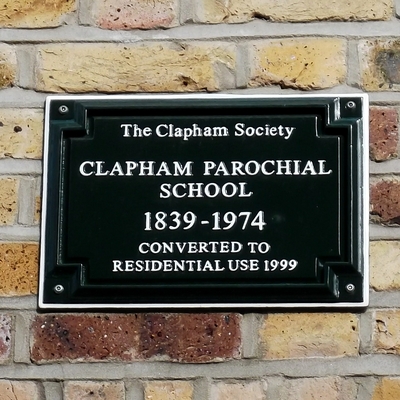 The Clapham Society
CLAPHAM PAROCHIAL
SCHOOL
1839-1974
CONVERTED TO
RESIDENTIAL USE 1999